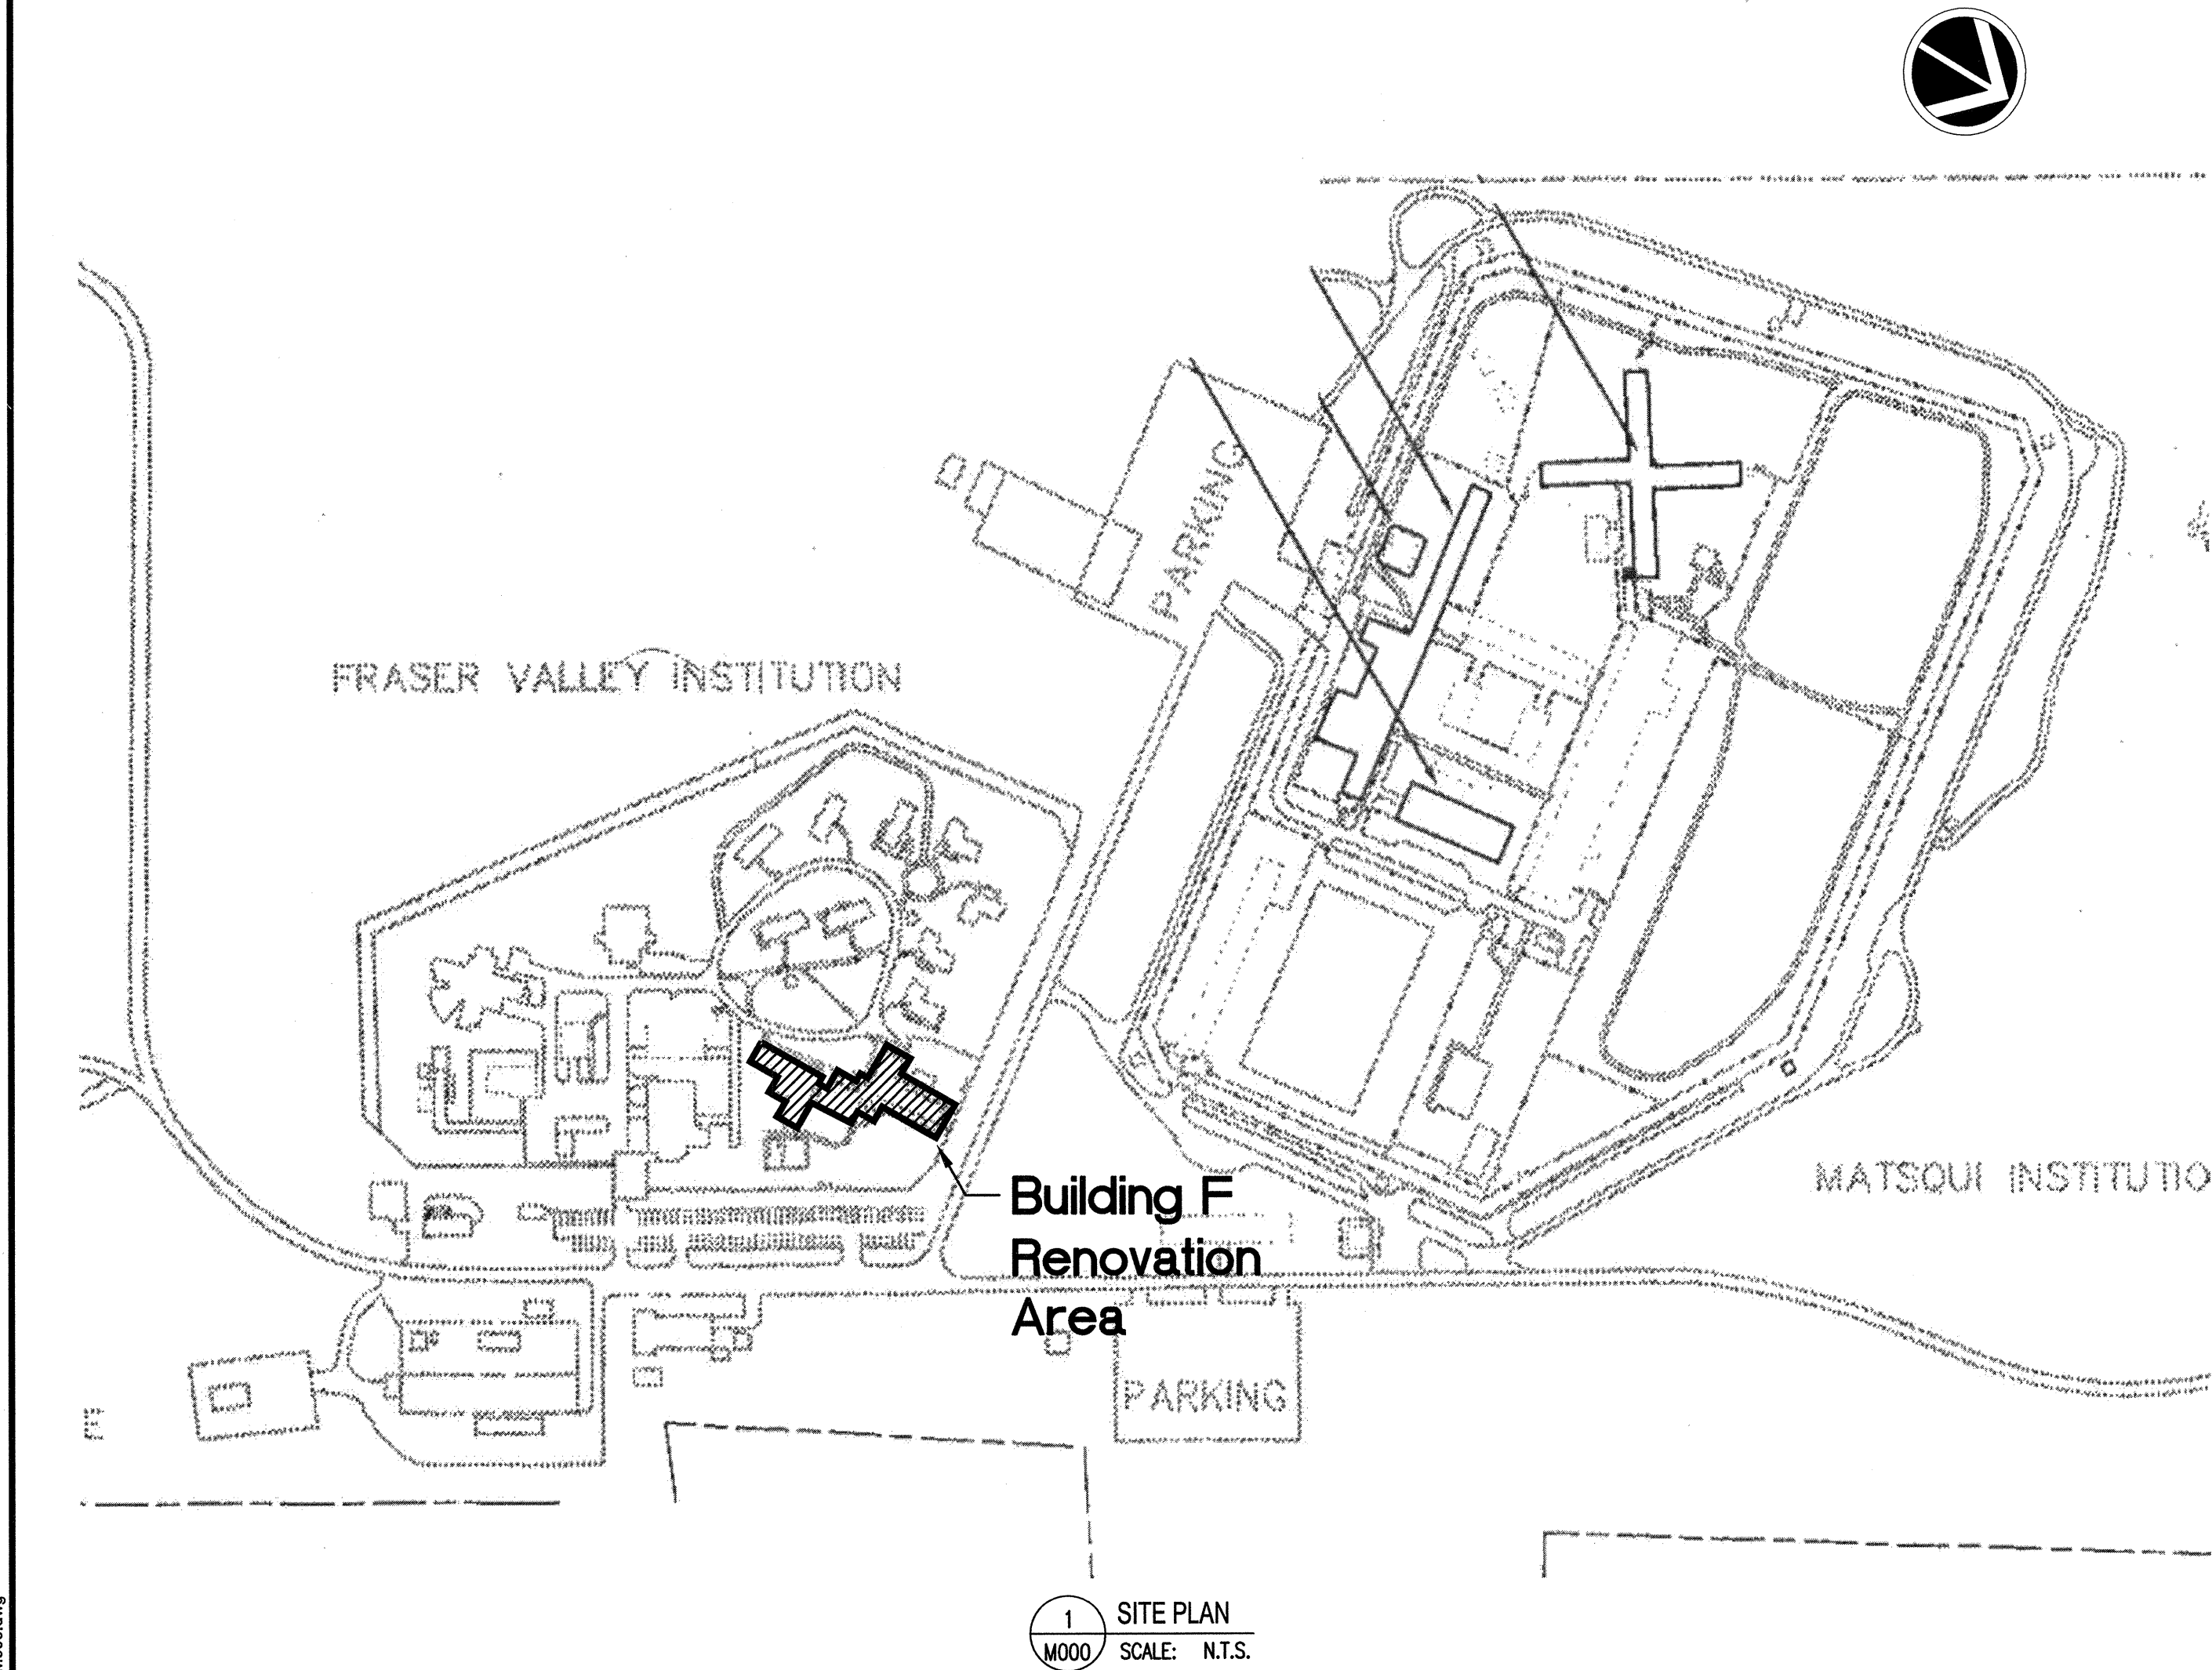 PARKING
FRASER VALLEY INSTITUTION
MATSQUI INSTITUTIO
Building F
Renovation
Area
PARKING
E
1
M000
SITE PLAN
SCALE: N.T.S.